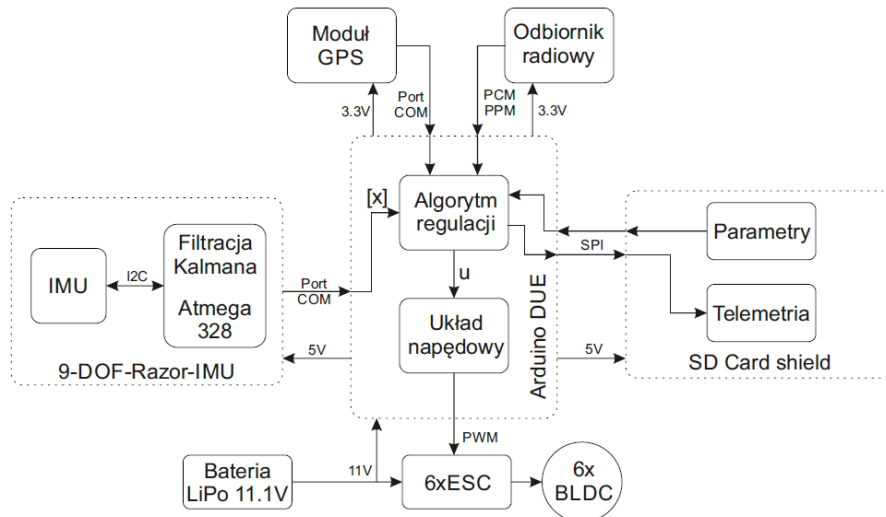 Moduł
GPS
Odbiornik
radiowy
3.3V
Port
COM
PCM
PPM
3.3V
[x]
Algorytm
regulacji
Parametry
Filtracja
Kalmana
Atmega
328
IMU
I2C
Port
COM
SPI
u
Układ
napędowy
Telemetria
Arduino DUE
5V
5V
9-DOF-Razor-IMU
SD Card shield
PWM
Bateria
LiPo 11.1V
11V
6xESC
6x
BLDC